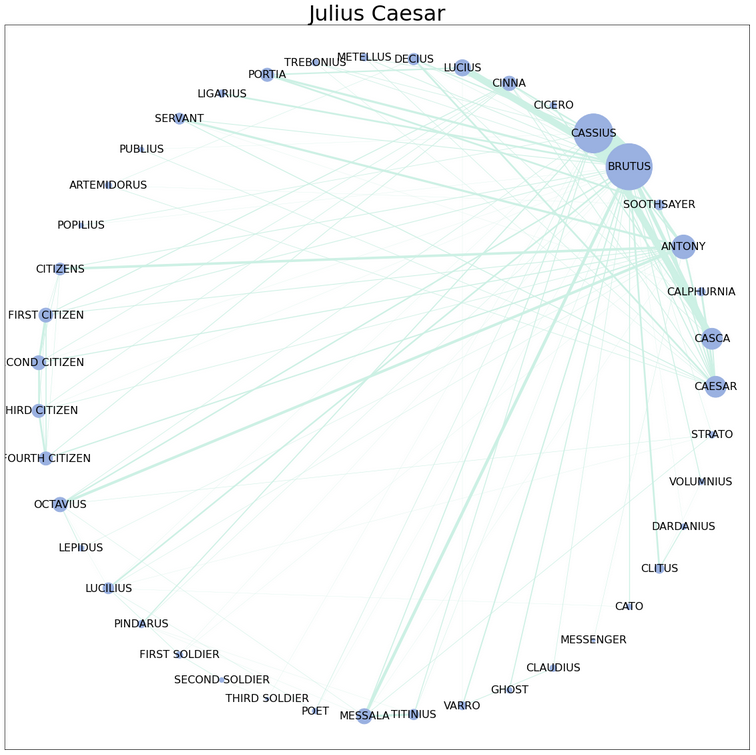 Julius Caesar
METELLUS
DECIUS
TREBONIUS
LUCIUS
PORTIA
CINNA
LIGARIUS
CICERO
SERVANT
CASSIUS
PUBLIUS
BRUTUS
ARTEMIDORUS
SOOTHSAYER
POPILIUS
ANTONY
CITIZENS
CALPHURNIA
FIRST CITIZEN
CASCA
COND CITIZEN
CAESAR
HIRD CITIZEN
STRATO
FOURTH CITIZEN
VOLUMNIUS
OCTAVIUS
DARDANIUS
LEPIDUS
CLITUS
LUCILIUS
CATO
PINDARUS
MESSENGER
FIRST SOLDIER
CLAUDIUS
SECOND SOLDIER
GHOST
THIRD SOLDIER
VARRO
POET
MESSALA
TITINIUS